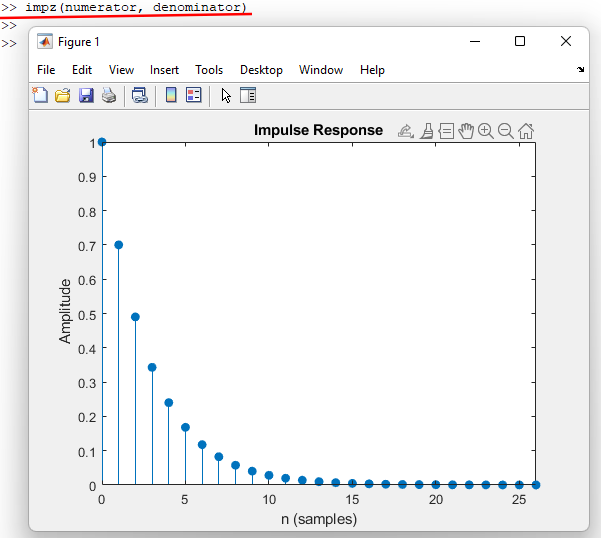 >> impz(numerator, denominator)
>>
>>
Figure 1
File Edit View Insert Tools Desktop Window Help
Impulse Response
1
0.9
0.8
0.7
0.6
0.5
0.4
0.3
0.2
0.1
0
Amplitude
0 5 10 15 20 25
n (samples)